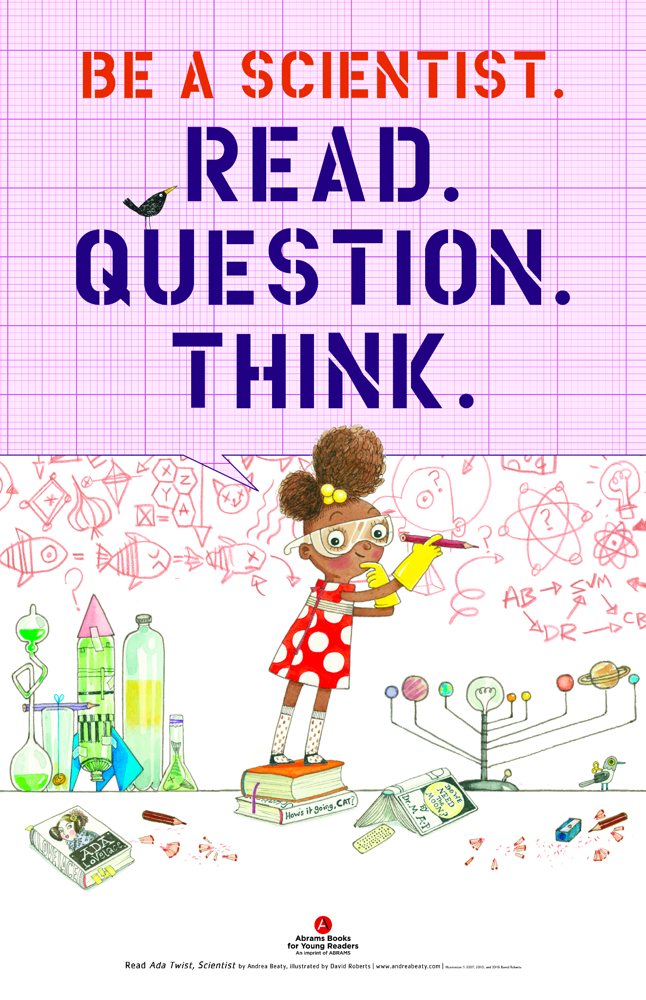 BE A SCIENTIST.
READ.
QUESTION.
THINK.
X
Z
Y
A
X =
?
?
?
=
=
?
AB → SVM
DR → CB
How's it going, CAT?
DO WE
NEED
THE
MOON?
BY
Dr. M A-P
LOVELACE
ADA
Lovelace
A
Abrams Books
for Young Readers
An imprint of ABRAMS
Read Ada Twist, Scientist by Andrea Beaty, illustrated by David Roberts | www.andreabeaty.com | Illustration © 2007, 2013, and 2016 David Roberts